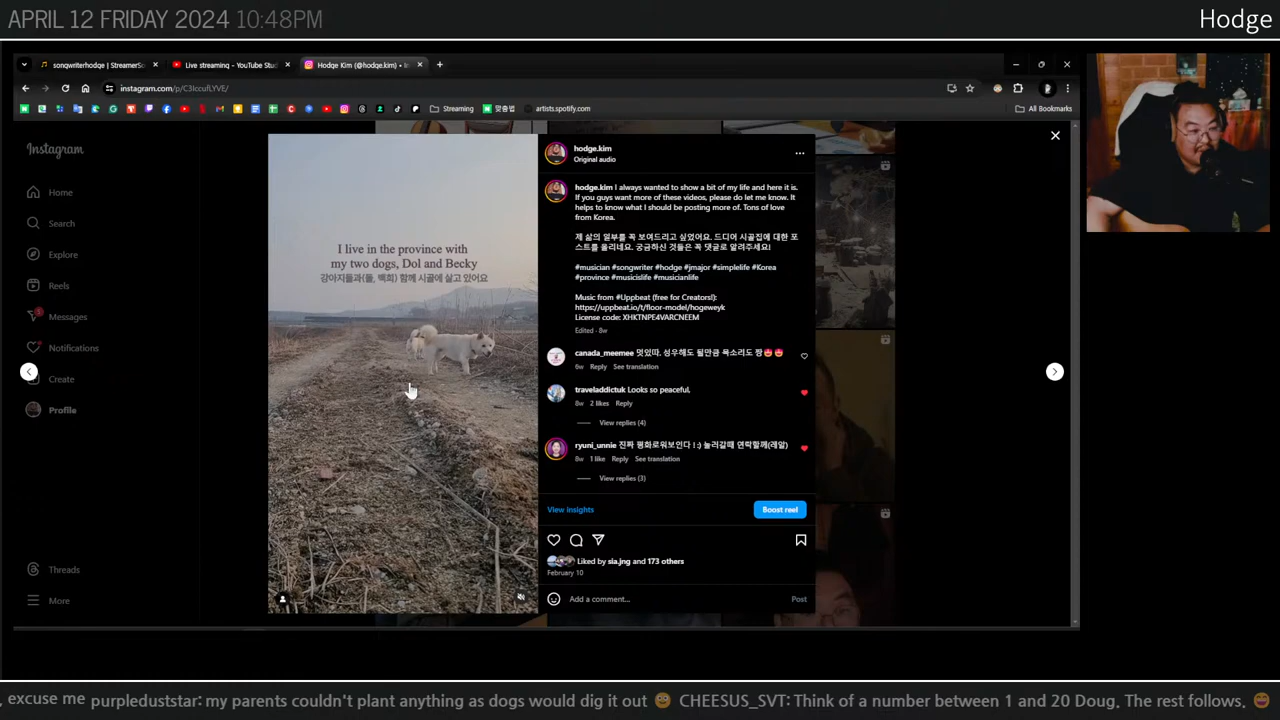 APRIL 12 FRIDAY 2024 10:48PM
Hodge
songwriterhodge | StreamerSo
Live streaming - YouTube Stud
Hodge Kim (@hodge.kim) • In
instagram.com/p/C3IccufLYVE/
Streaming
맞춤법
artists.spotify.com
All Bookmarks
Instagram
Home
Search
Explore
Reels
Messages
Notifications
Create
Profile
Threads
More
I live in the province with
my two dogs, Dol and Becky
강아지들과(돌, 백희) 함께 시골에 살고 있어요
hodge.kim
Original audio
hodge.kim I always wanted to show a bit of my life and here it is.
If you guys want more of these videos, please do let me know. It
helps to know what I should be posting more of. Tons of love
from Korea.
제 삶의 일부를 꼭 보여드리고 싶었어요. 드디어 시골집에 대한 포
스트를 올리네요. 궁금하신 것들은 꼭 댓글로 알려주세요!
#musician #songwriter #hodge #jmajor #simplelife #Korea
#province #musicislife #musicianlife
Music from #Uppbeat (free for Creators!):
https://uppbeat.io/t/floor-model/hogeweyk
License code: XHKTNPE4VARCNEEM
Edited · 8w
canada_meemee 멋있따. 성우해도 될만큼 목소리도 짱😍😍
6w Reply See translation
traveladdictuk Looks so peaceful.
8w 2 likes Reply
View replies (4)
ryuni_unnie 진짜 평화로워보인다 ! :) 놀러갈때 연락할께(레알)
8w 1 like Reply See translation
View replies (3)
View insights
Boost reel
Liked by sia.jng and 173 others
February 10
Add a comment...
Post
, excuse me purpleduststar: my parents couldn't plant anything as dogs would dig it out CHEESUS_SVT: Think of a number between 1 and 20 Doug. The rest follows.